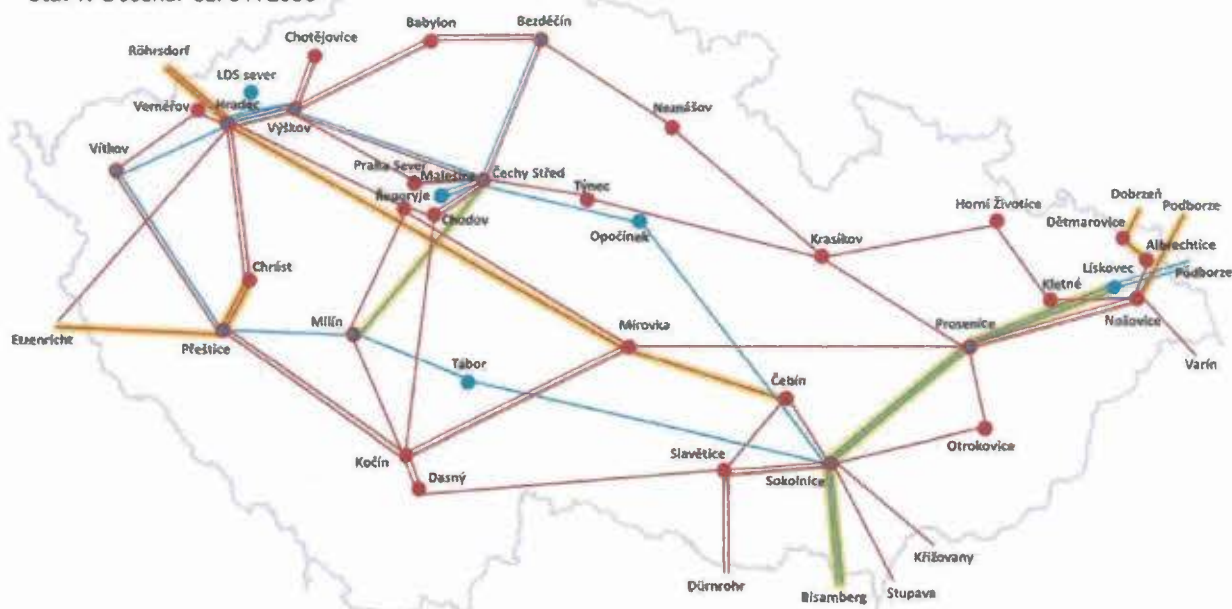 Babylon
Bezděčín
Chotějovice
Röhrsdorf
LDS sever
Vernéřov
Hradec
Výškov
Neznášov
Vítkov
Praha Sever
Malešice
Čechy Střed
Řeporyje
Chodov
Týnec
Opočínek
Horní Životice
Dobrzeň
Dětmarovice
Podborze
Albrechtice
Krasíkov
Lískovec
Podborze
Chrást
Kletné
Nošovice
Etzenricht
Přeštice
Milín
Mírovka
Prosenice
Varín
Tábor
Čebín
Otrokovice
Kočín
Dasný
Slavětice
Sokolnice
Křižovany
Dürnrohr
Bisamberg
Stupava